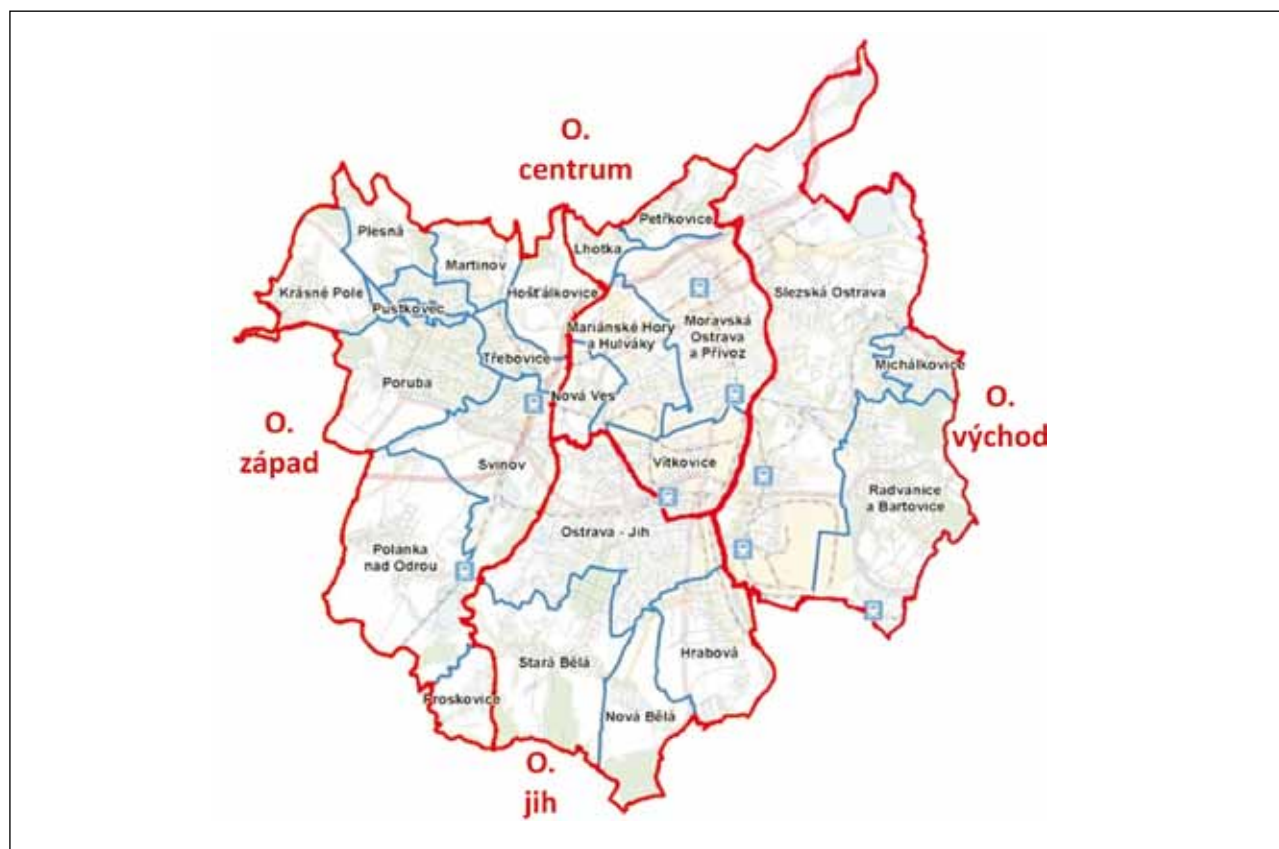 O.
centrum
Petřkovice
Plesná
Lhotka
Martinov
Krásné Pole
Hošťálkovice
Slezská Ostrava
Pustkovec
Mariánské Hory
a Hulváky
Moravská
Ostrava
a Přívoz
Třebovice
Michálkovice
Poruba
Nová Ves
O.
západ
O.
východ
Svinov
Vítkovice
Radvanice
a Bartovice
Ostrava - Jih
Polanka
nad Odrou
Stará Bělá
Hrabová
Proskovice
Nová Bělá
O.
jih